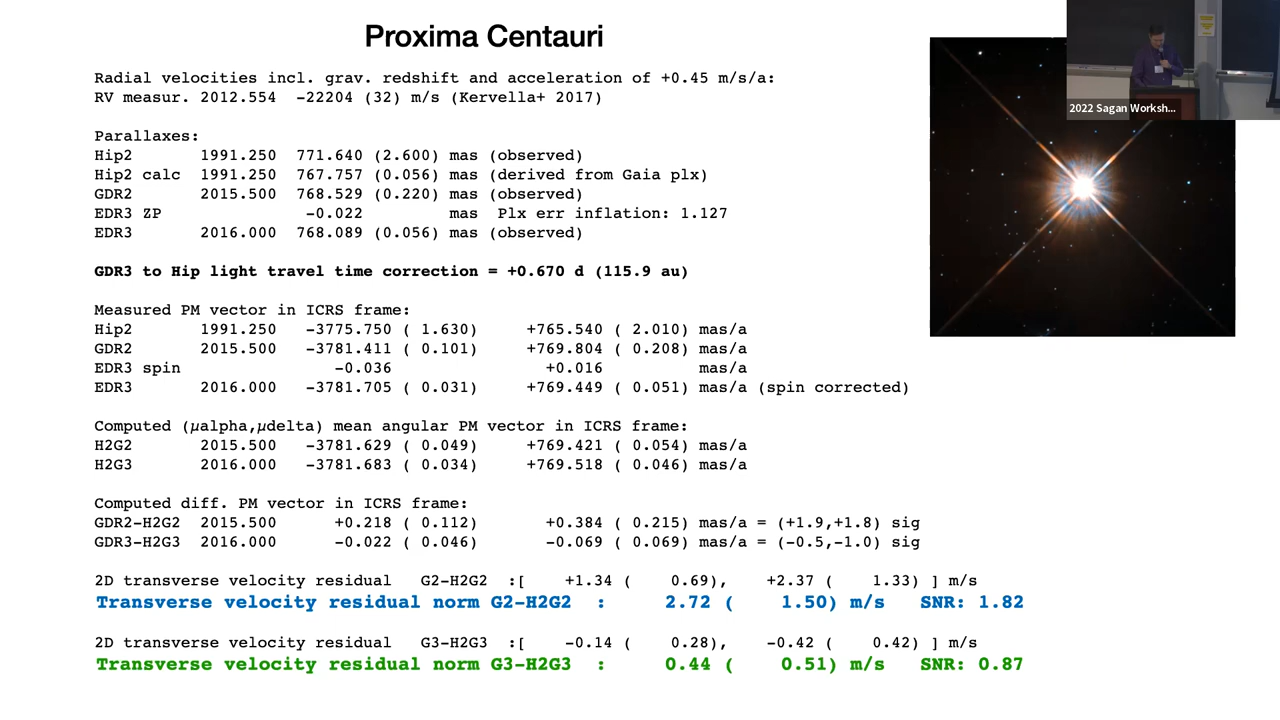 Proxima Centauri
Radial velocities incl. grav. redshift and acceleration of +0.45 m/s/a:
RV measur. 2012.554  -22204 (32) m/s (Kervella+ 2017)
Parallaxes:
Hip2       1991.250  771.640 (2.600) mas (observed)
Hip2 calc  1991.250  767.757 (0.056) mas (derived from Gaia plx)
GDR2       2015.500  768.529 (0.220) mas (observed)
EDR3 ZP               -0.022         mas  Plx err inflation: 1.127
EDR3       2016.000  768.089 (0.056) mas (observed)
GDR3 to Hip light travel time correction = +0.670 d (115.9 au)
Measured PM vector in ICRS frame:
Hip2       1991.250   -3775.750 ( 1.630)     +765.540 ( 2.010) mas/a
GDR2       2015.500   -3781.411 ( 0.101)     +769.804 ( 0.208) mas/a
EDR3 spin                -0.036                +0.016          mas/a
EDR3       2016.000   -3781.705 ( 0.031)     +769.449 ( 0.051) mas/a (spin corrected)
Computed (µalpha,µdelta) mean angular PM vector in ICRS frame:
H2G2       2015.500   -3781.629 ( 0.049)     +769.421 ( 0.054) mas/a
H2G3       2016.000   -3781.683 ( 0.034)     +769.518 ( 0.046) mas/a
Computed diff. PM vector in ICRS frame:
GDR2-H2G2  2015.500      +0.218 ( 0.112)       +0.384 ( 0.215) mas/a = (+1.9,+1.8) sig
GDR3-H2G3  2016.000      -0.022 ( 0.046)       -0.069 ( 0.069) mas/a = (-0.5,-1.0) sig
2D transverse velocity residual   G2-H2G2  :[    +1.34 (    0.69),    +2.37 (    1.33) ] m/s
Transverse velocity residual norm G2-H2G2  :     2.72 (    1.50) m/s   SNR: 1.82
2D transverse velocity residual   G3-H2G3  :[    -0.14 (    0.28),    -0.42 (    0.42) ] m/s
Transverse velocity residual norm G3-H2G3  :     0.44 (    0.51) m/s   SNR: 0.87
2022 Sagan Worksh...